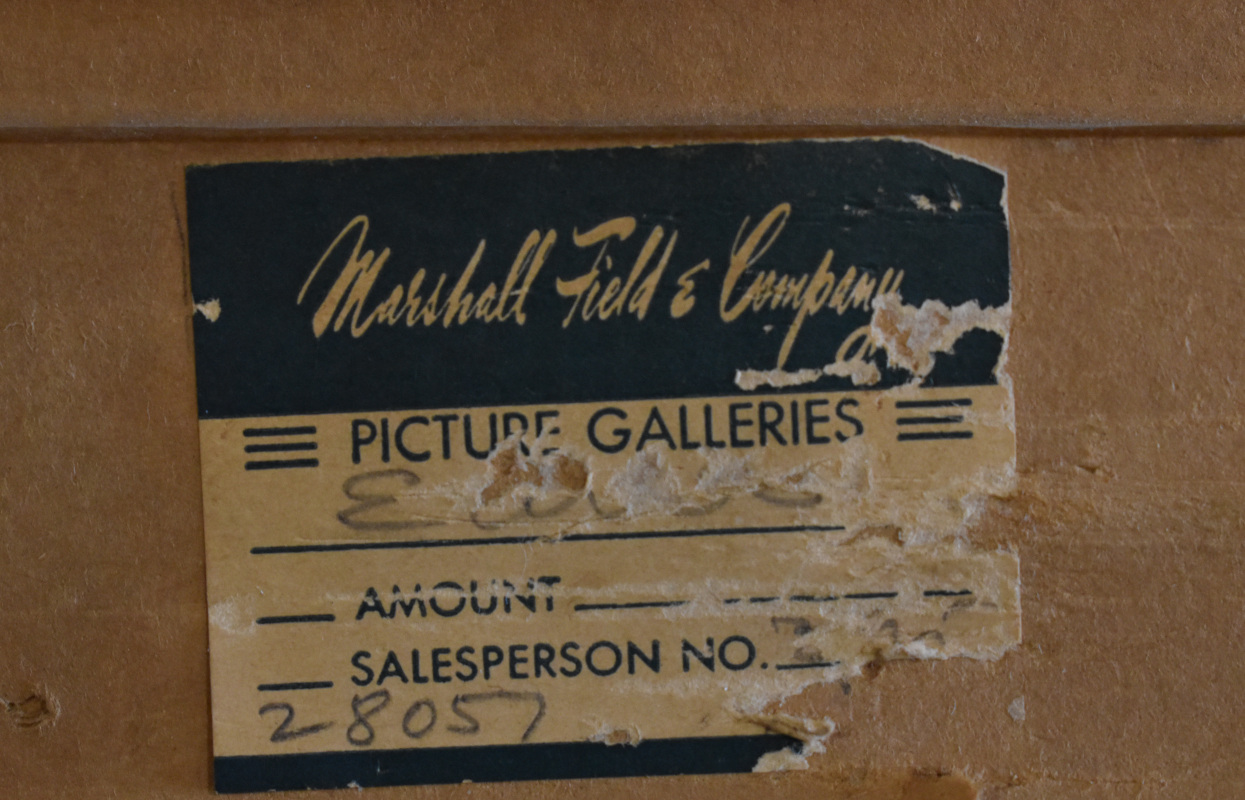 Marshall Field & Company
PICTURE GALLERIES
AMOUNT
SALESPERSON NO.
28057